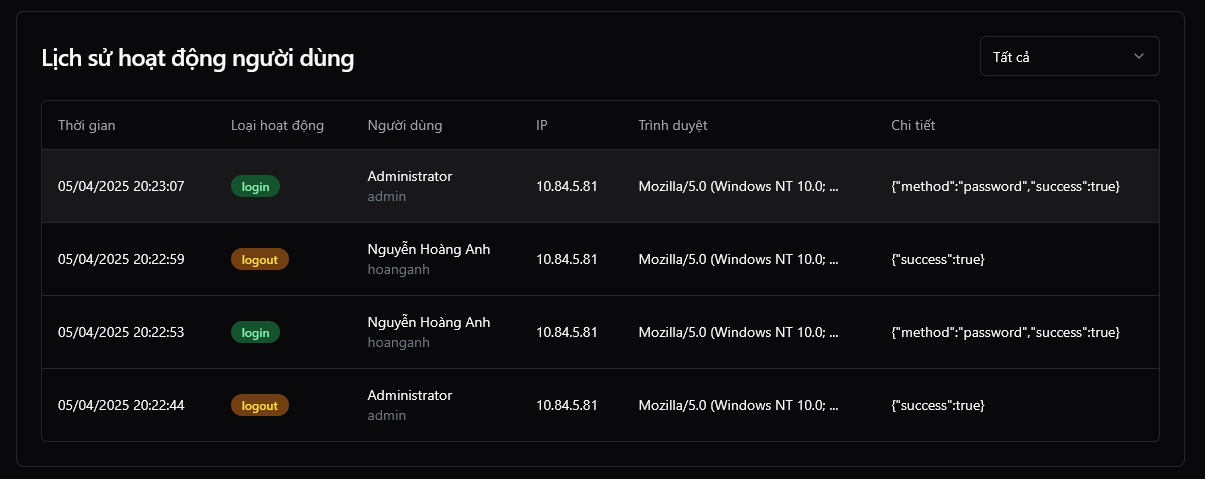 Lịch sử hoạt động người dùng
Tất cả
Thời gian Loại hoạt động Người dùng IP Trình duyệt Chi tiết
05/04/2025 20:23:07 login Administrator 10.84.5.81 Mozilla/5.0 (Windows NT 10.0; ... {"method":"password","success":true}
admin
05/04/2025 20:22:59 logout Nguyễn Hoàng Anh 10.84.5.81 Mozilla/5.0 (Windows NT 10.0; ... {"success":true}
hoanganh
05/04/2025 20:22:53 login Nguyễn Hoàng Anh 10.84.5.81 Mozilla/5.0 (Windows NT 10.0; ... {"method":"password","success":true}
hoanganh
05/04/2025 20:22:44 logout Administrator 10.84.5.81 Mozilla/5.0 (Windows NT 10.0; ... {"success":true}
admin